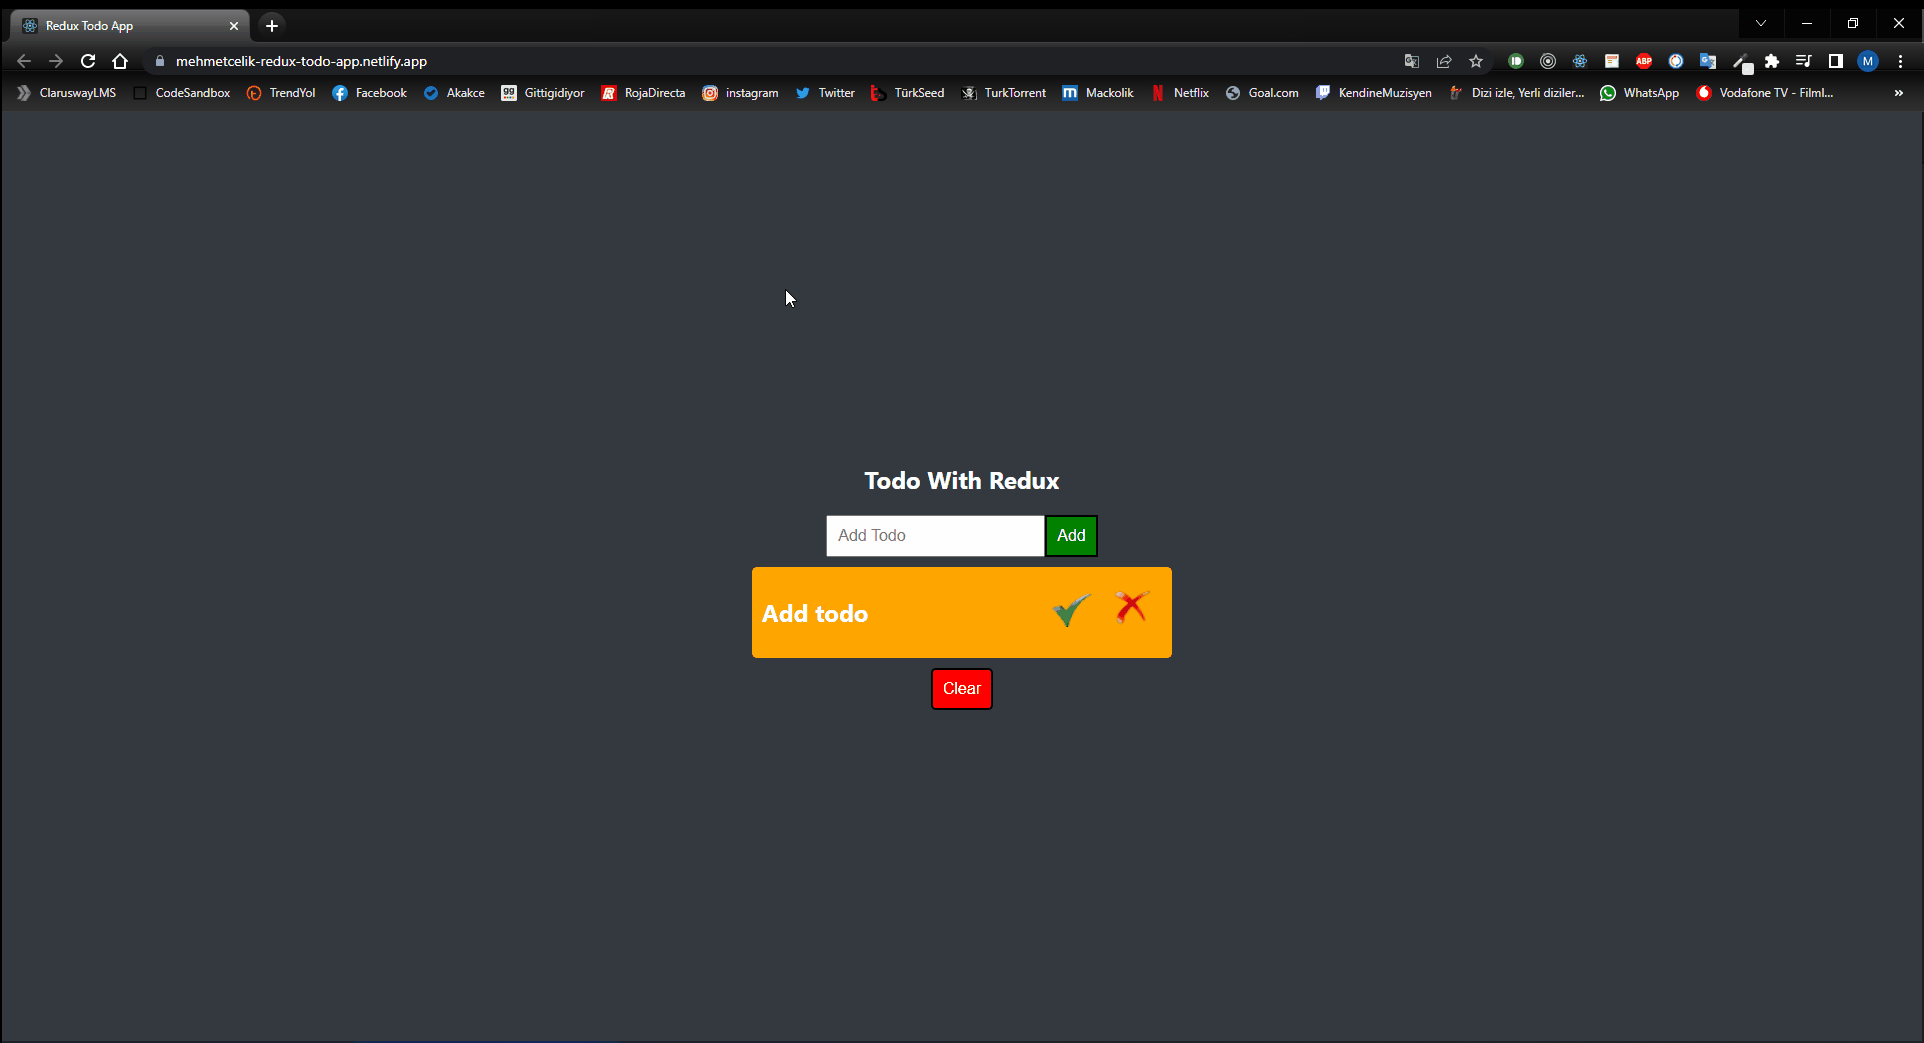 Redux Todo App
mehmetcelik-redux-todo-app.netlify.app
ABP
M
ClaruswayLMS CodeSandbox TrendYol Facebook Akakce Gittigidiyor RojaDirecta instagram Twitter TürkSeed TurkTorrent Mackolik Netflix Goal.com KendineMuzisyen Dizi izle, Yerli diziler... WhatsApp Vodafone TV - Filml...
Todo With Redux
Add Todo Add
Add todo
Clear